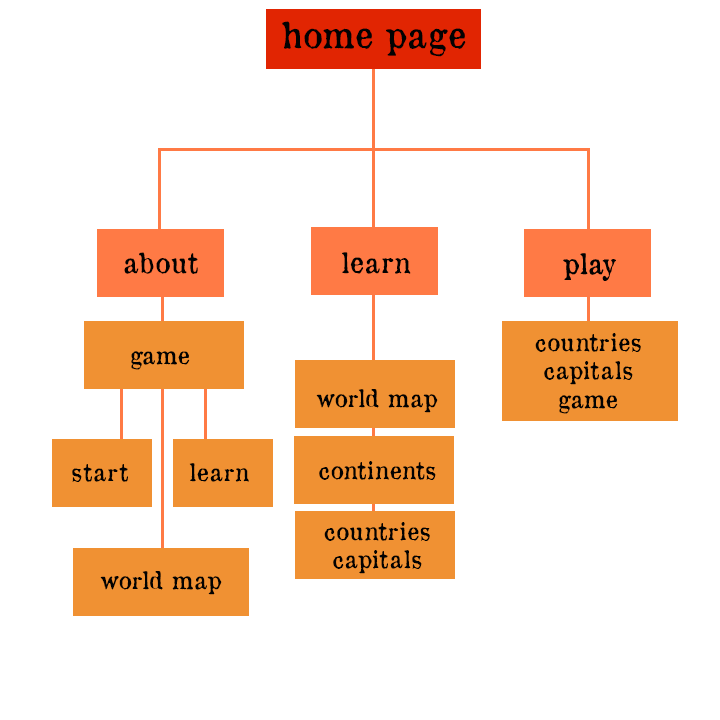 home page
about
learn
play
game
start
learn
world map
world map
continents
countries
capitals
countries
capitals
game